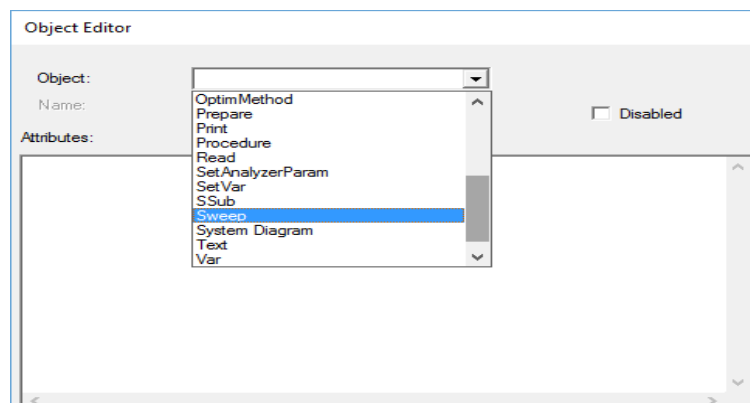 Object Editor
Object:
OptimMethod
Name:
Prepare
Disabled
Print
Attributes:
Procedure
Read
SetAnalyzerParam
SetVar
SSub
Sweep
System Diagram
Text
Var